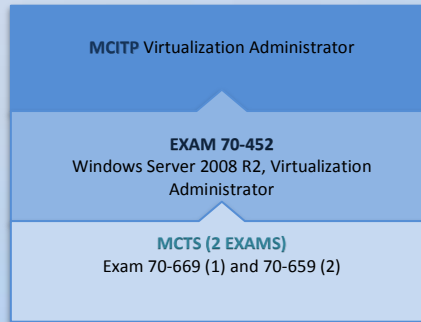 MCITP Virtualization Administrator
EXAM 70-452
Windows Server 2008 R2, Virtualization
Administrator
MCTS (2 EXAMS)
Exam 70-669 (1) and 70-659 (2)